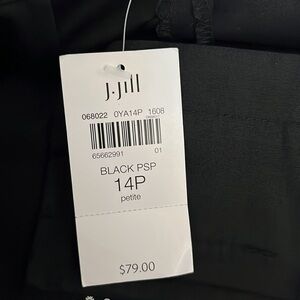 J.Jill
068022 0YA14P 1608
65662991 01
BLACK PSP
14P
petite
$79.00